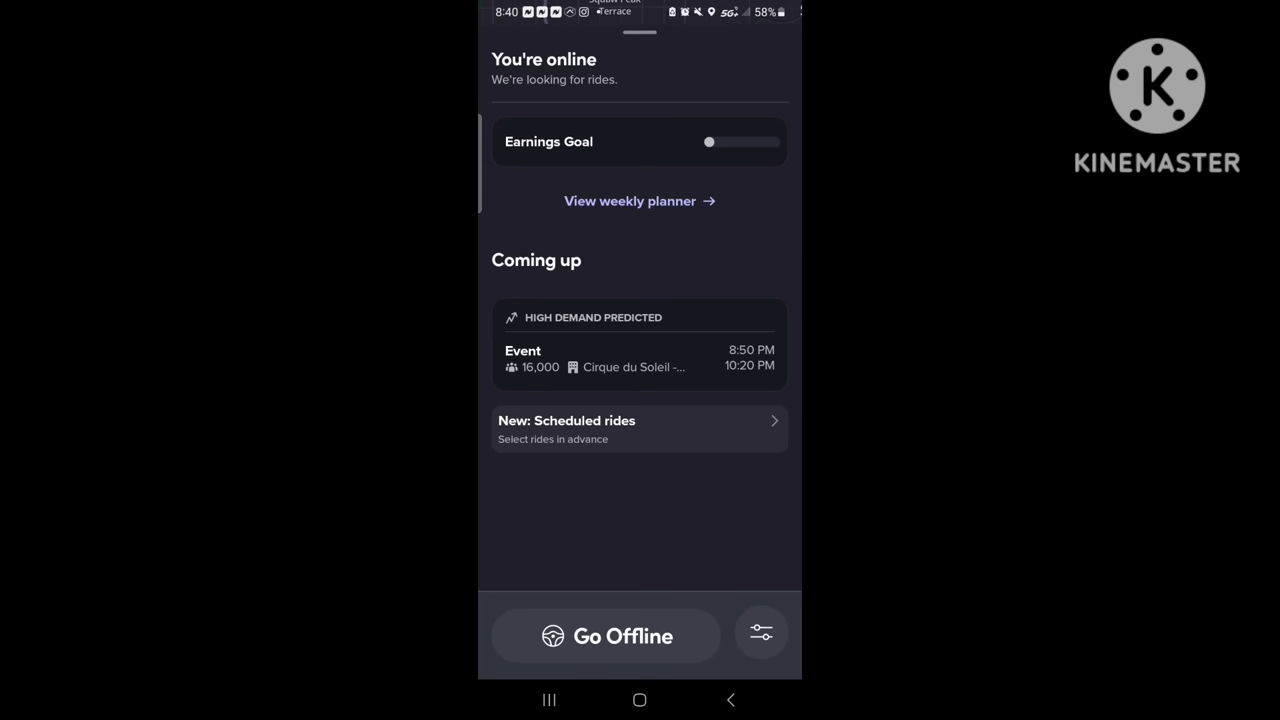 8:40
Terrace
5G+
58%
You're online
We're looking for rides.
Earnings Goal
View weekly planner →
Coming up
HIGH DEMAND PREDICTED
Event
8:50 PM
16,000 Cirque du Soleil -...
10:20 PM
New: Scheduled rides
Select rides in advance
Go Offline
K
KINEMASTER